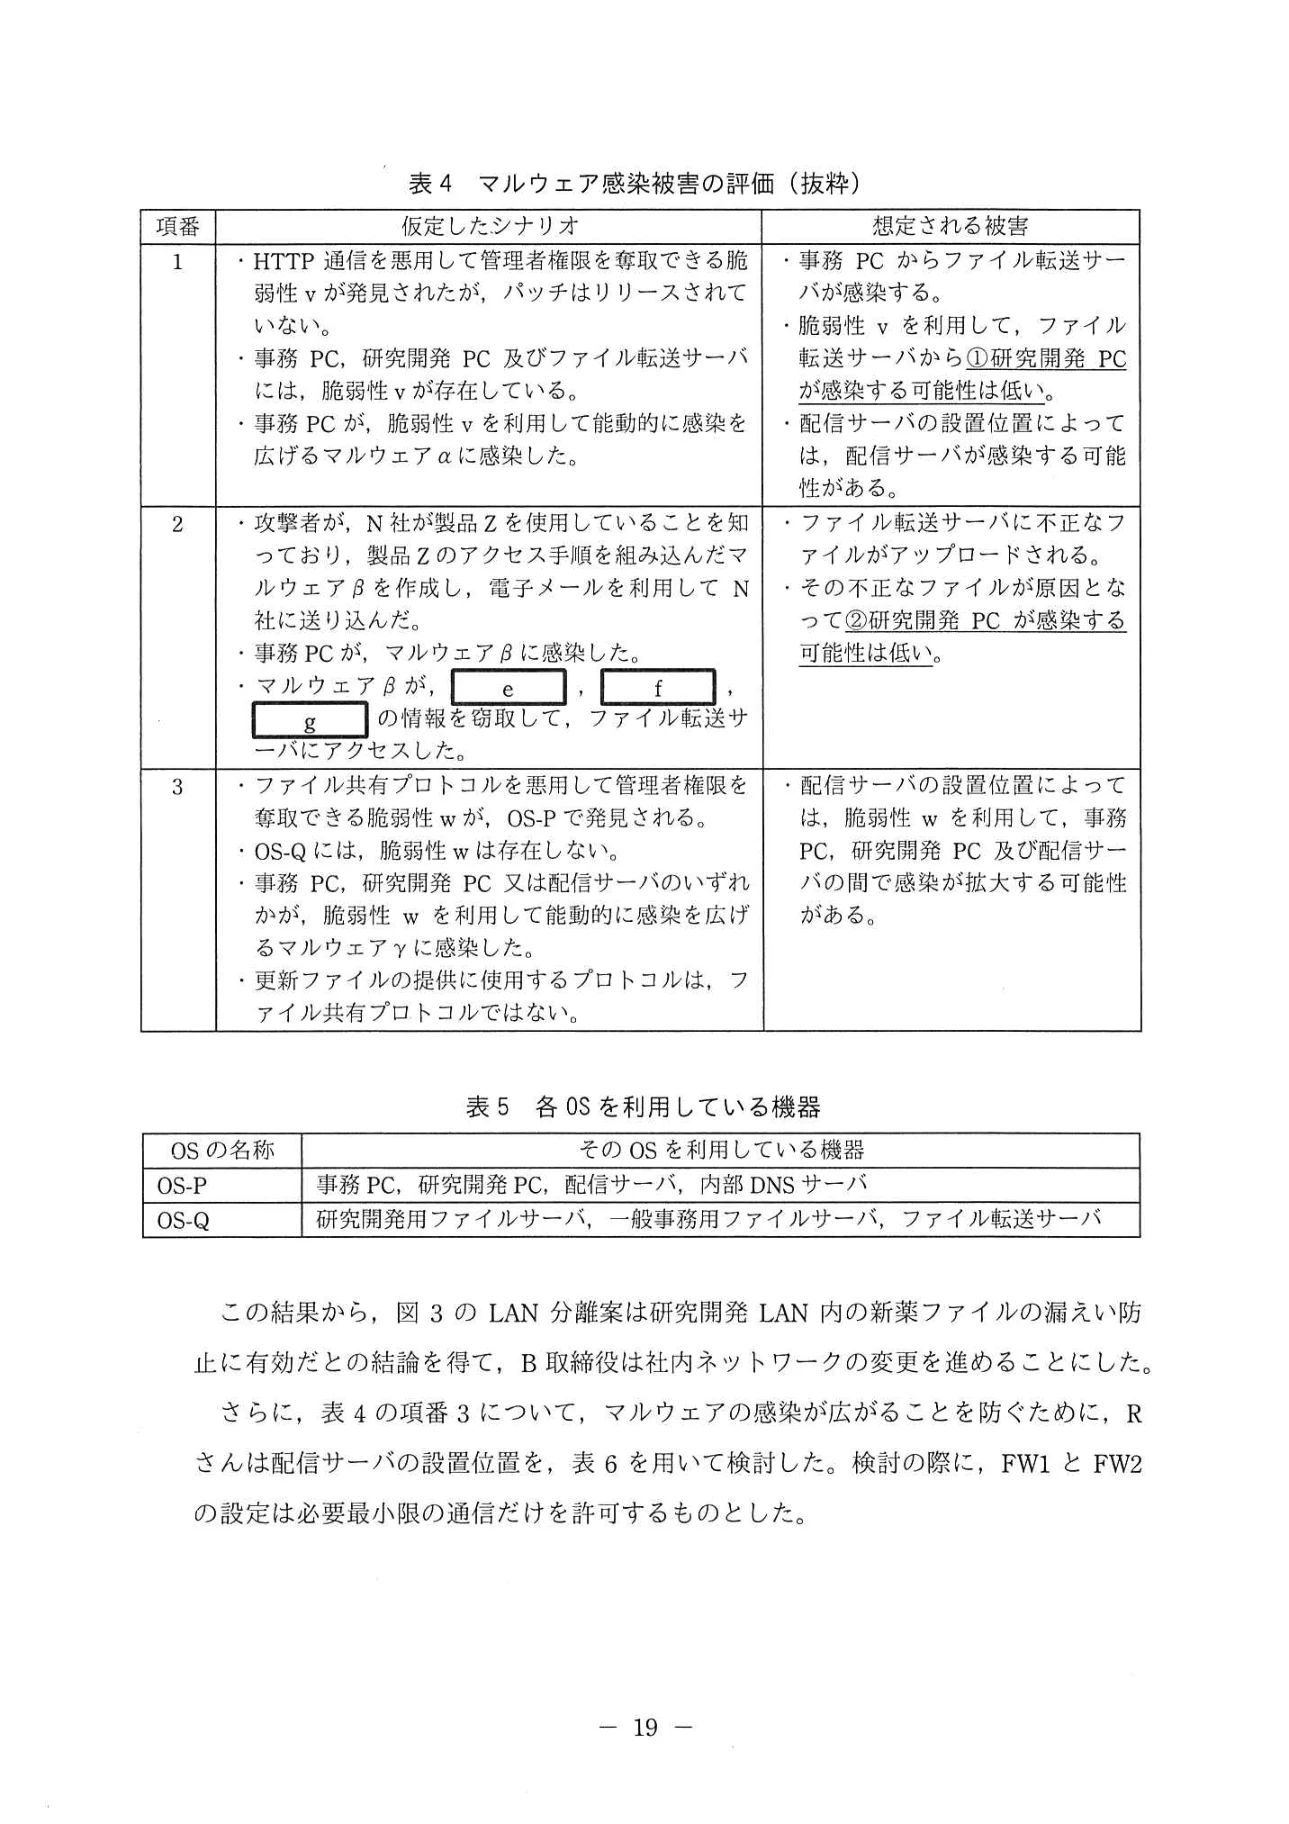 表4　マルウェア感染被害の評価（抜粋）
項番　仮定したシナリオ　想定される被害
1
・HTTP 通信を悪用して管理者権限を奪取できる脆
弱性 v が発見されたが，パッチはリリースされて
いない。
・事務 PC，研究開発 PC 及びファイル転送サーバ
には，脆弱性 v が存在している。
・事務 PC が，脆弱性 v を利用して能動的に感染を
広げるマルウェア α に感染した。
・事務 PC からファイル転送サー
バが感染する。
・脆弱性 v を利用して，ファイル
転送サーバから①研究開発 PC
が感染する可能性は低い。
・配信サーバの設置位置によって
は，配信サーバが感染する可能
性がある。
2
・攻撃者が，N 社が製品 Z を使用していることを知
っており，製品 Z のアクセス手順を組み込んだマ
ルウェア β を作成し，電子メールを利用して N
社に送り込んだ。
・事務 PC が，マルウェア β に感染した。
・マルウェア β が， e ， f ，
g の情報を窃取して，ファイル転送サ
ーバにアクセスした。
・ファイル転送サーバに不正なフ
ァイルがアップロードされる。
・その不正なファイルが原因とな
って②研究開発 PC が感染する
可能性は低い。
3
・ファイル共有プロトコルを悪用して管理者権限を
奪取できる脆弱性 w が，OS-P で発見される。
・OS-Q には，脆弱性 w は存在しない。
・事務 PC，研究開発 PC 又は配信サーバのいずれ
かが，脆弱性 w を利用して能動的に感染を広げ
るマルウェア γ に感染した。
・更新ファイルの提供に使用するプロトコルは，フ
ァイル共有プロトコルではない。
・配信サーバの設置位置によって
は，脆弱性 w を利用して，事務
PC，研究開発 PC 及び配信サー
バの間で感染が拡大する可能性
がある。
表5　各 OS を利用している機器
OS の名称　その OS を利用している機器
OS-P　事務 PC，研究開発 PC，配信サーバ，内部 DNS サーバ
OS-Q　研究開発用ファイルサーバ，一般事務用ファイルサーバ，ファイル転送サーバ
この結果から，図 3 の LAN 分離案は研究開発 LAN 内の新薬ファイルの漏えい防
止に有効だとの結論を得て，B 取締役は社内ネットワークの変更を進めることにした。
さらに，表 4 の項番 3 について，マルウェアの感染が広がることを防ぐために，R
さんは配信サーバの設置位置を，表 6 を用いて検討した。検討の際に，FW1 と FW2
の設定は必要最小限の通信だけを許可するものとした。
－ 19 －